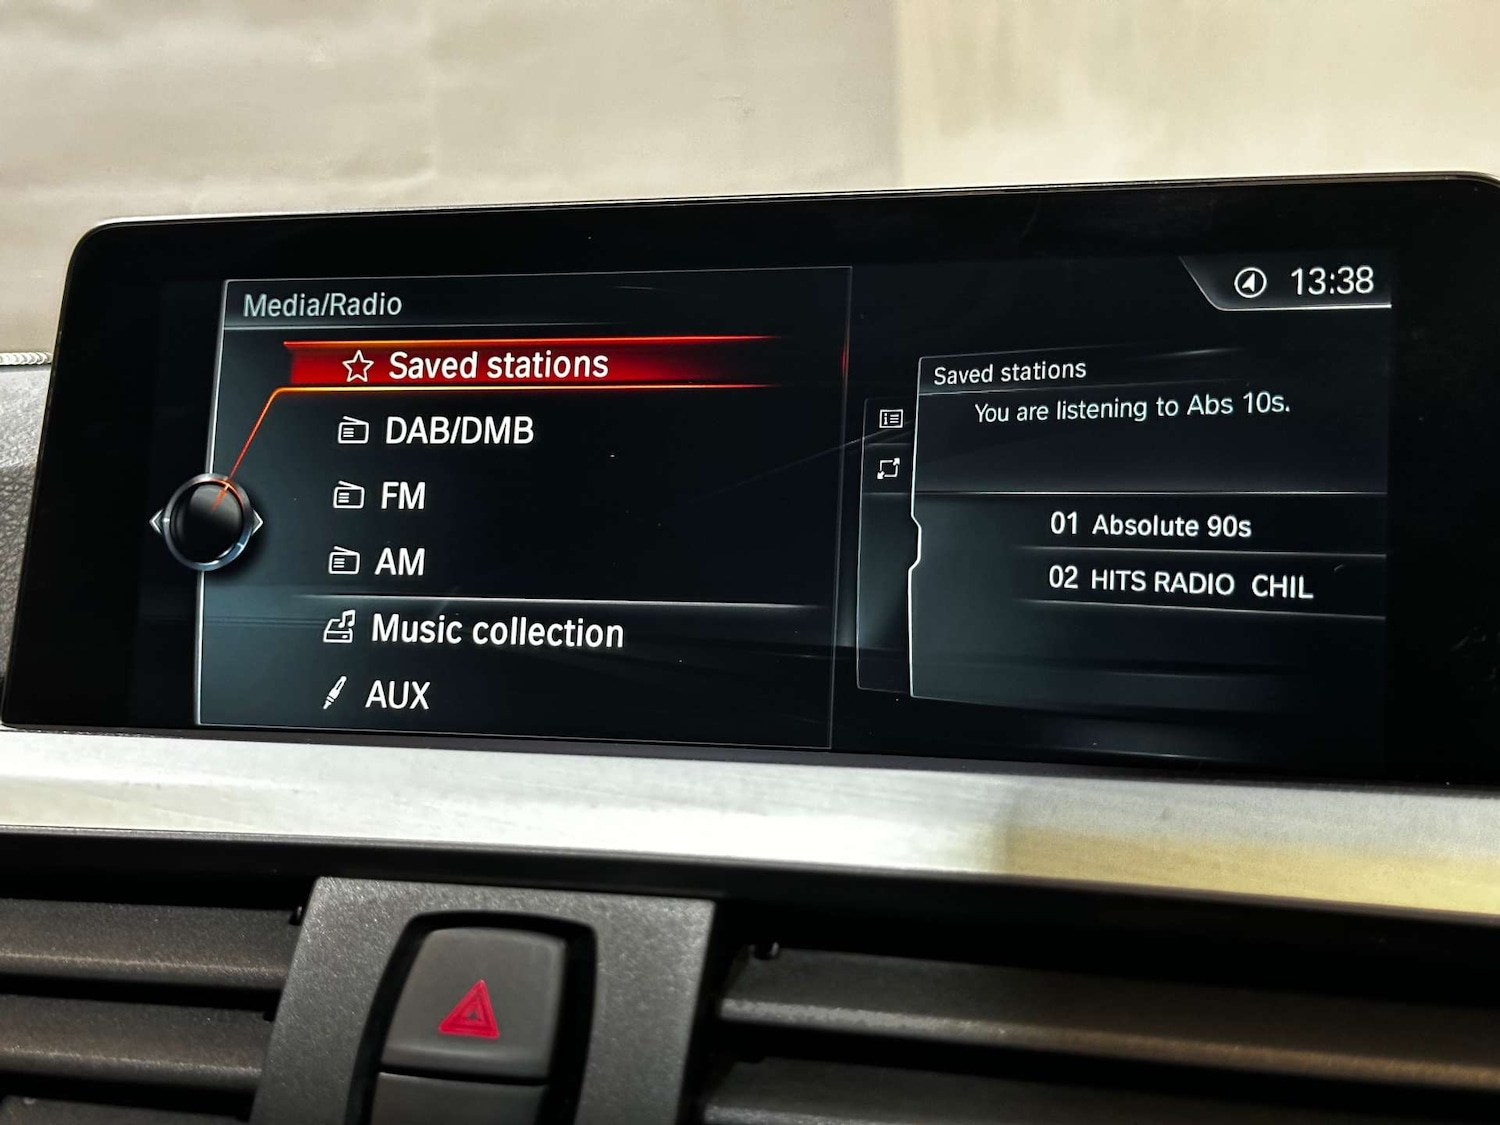 13:38
Media/Radio
Saved stations
DAB/DMB
FM
AM
Music collection
AUX
Saved stations
You are listening to Abs 10s.
01 Absolute 90s
02 HITS RADIO CHIL